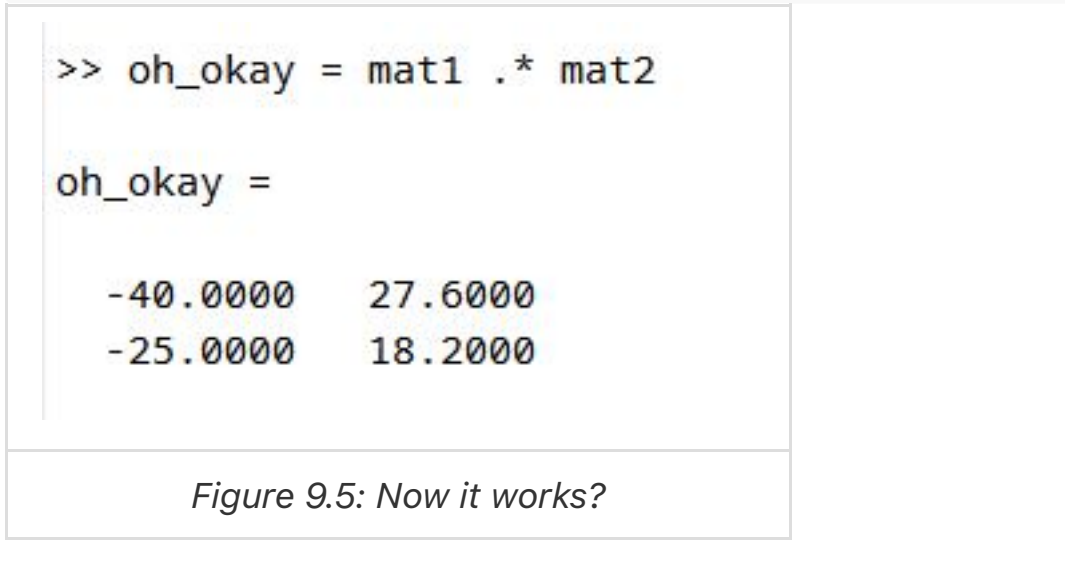 >> oh_okay = mat1 .* mat2
oh_okay =
-40.0000 27.6000
-25.0000 18.2000
Figure 9.5: Now it works?